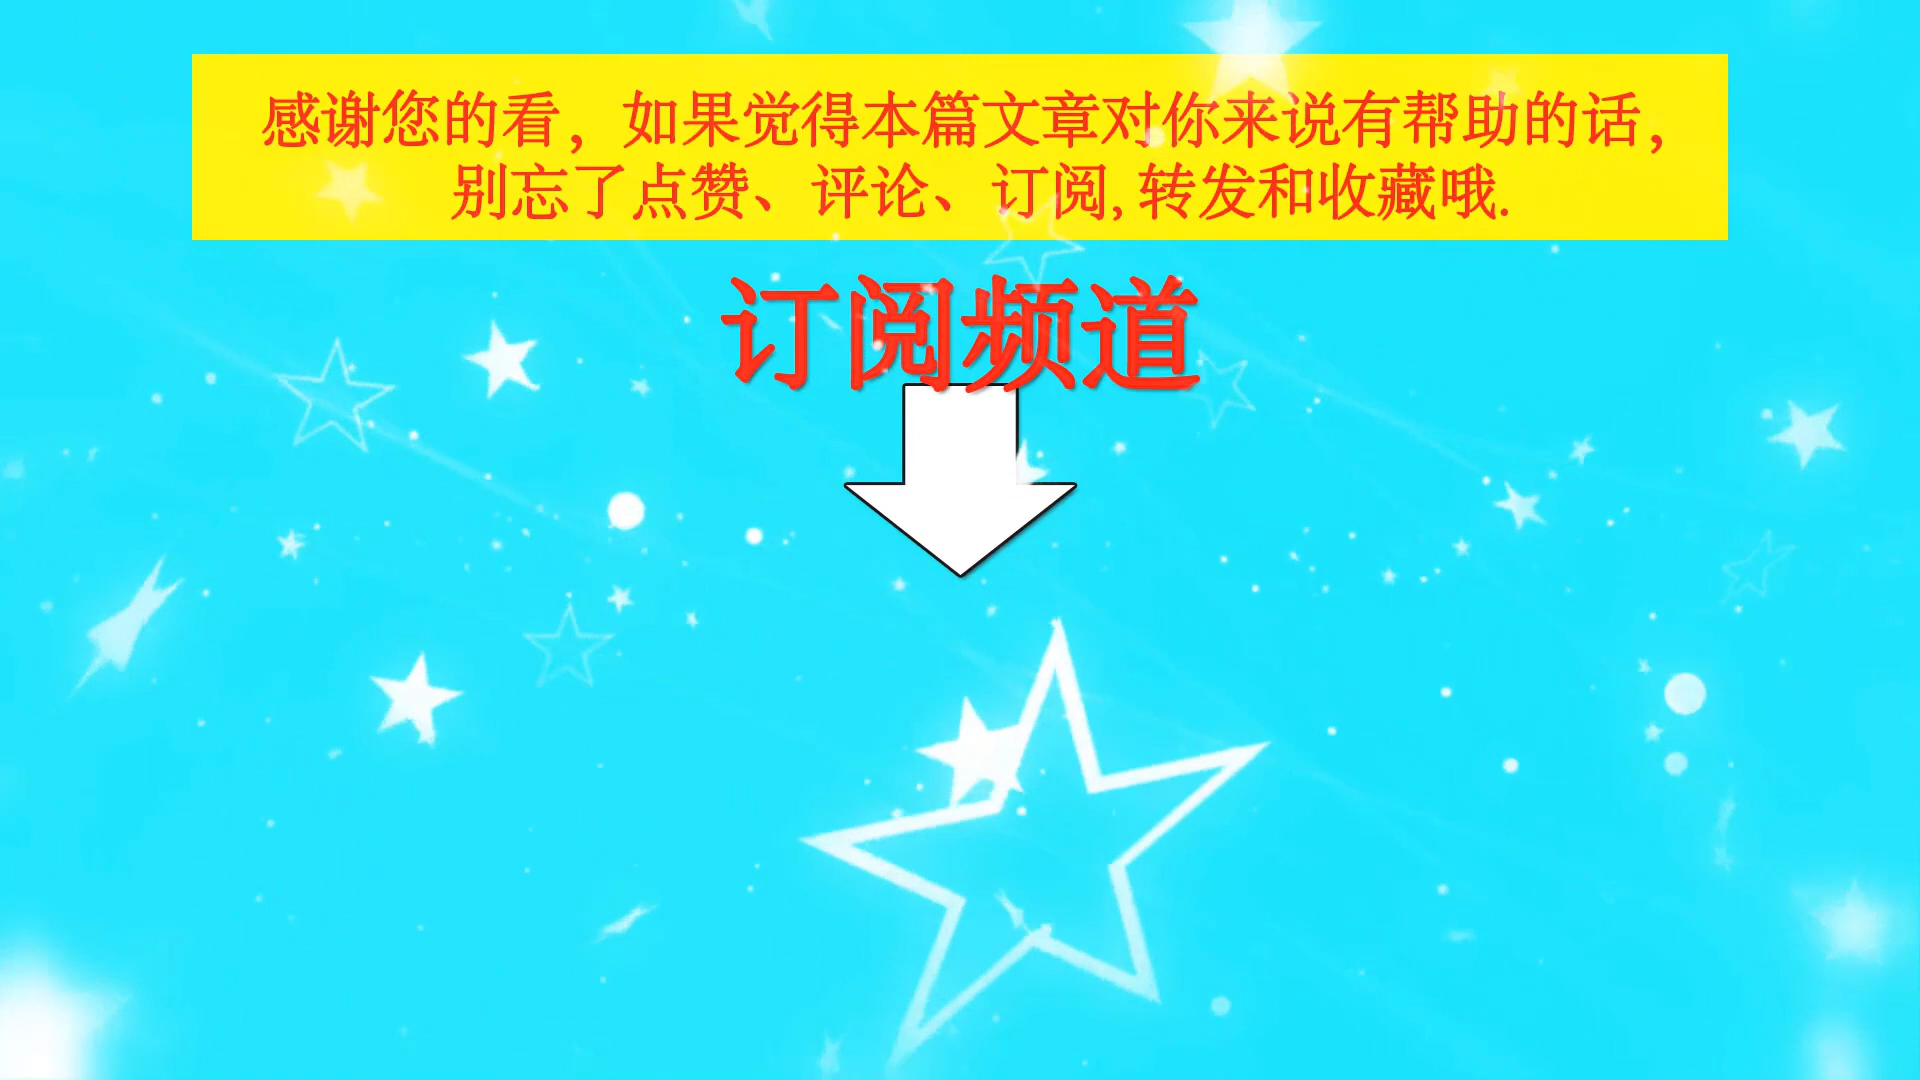 感谢您的看，如果觉得本篇文章对你来说有帮助的话，
别忘了点赞、评论、订阅,转发和收藏哦.
订阅频道